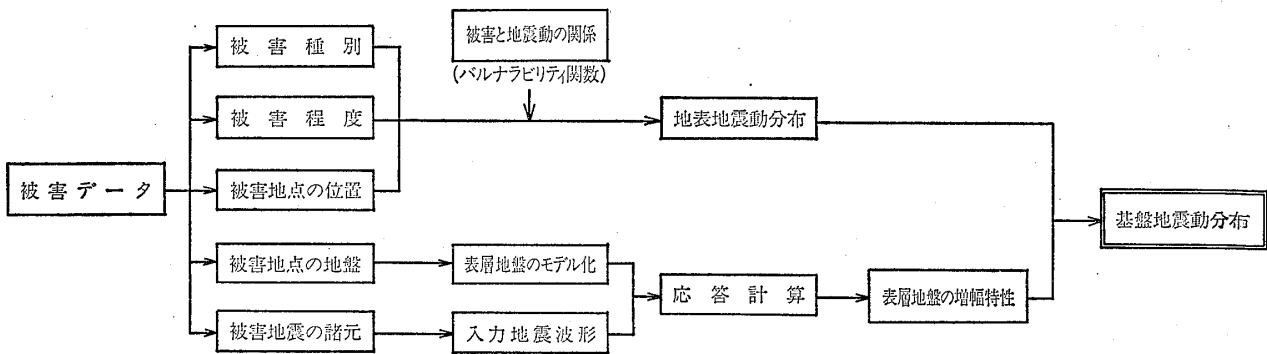 被害データ
被害種別
被害程度
被害地点の位置
被害地点の地盤
被害地震の諸元
被害と地震動の関係
(バルナラビリティ関数)
表層地盤のモデル化
入力地震波形
地表地震動分布
応答計算
表層地盤の増幅特性
基盤地震動分布